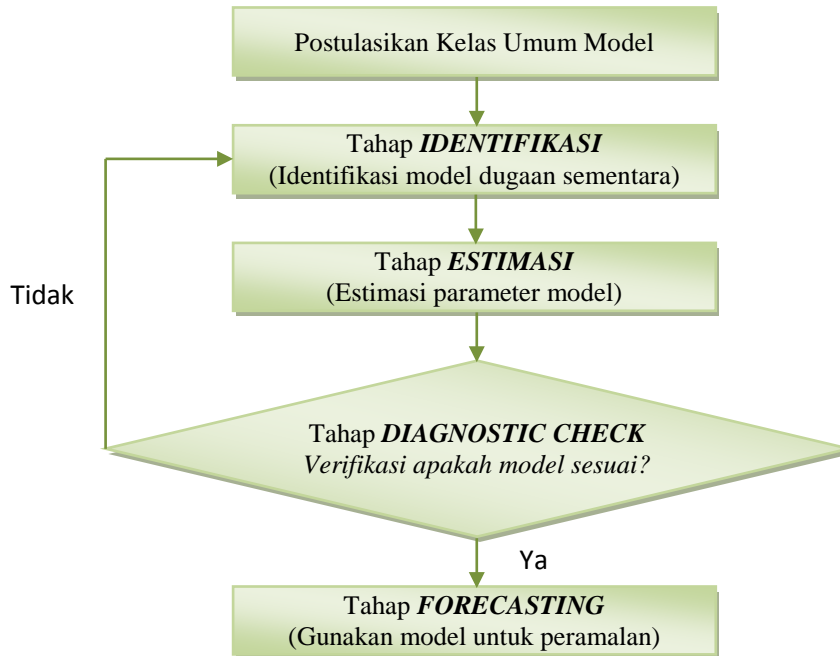 Postulasikan Kelas Umum Model
Tahap IDENTIFIKASI
(Identifikasi model dugaan sementara)
Tahap ESTIMASI
(Estimasi parameter model)
Tidak
Tahap DIAGNOSTIC CHECK
Verifikasi apakah model sesuai?
Ya
Tahap FORECASTING
(Gunakan model untuk peramalan)